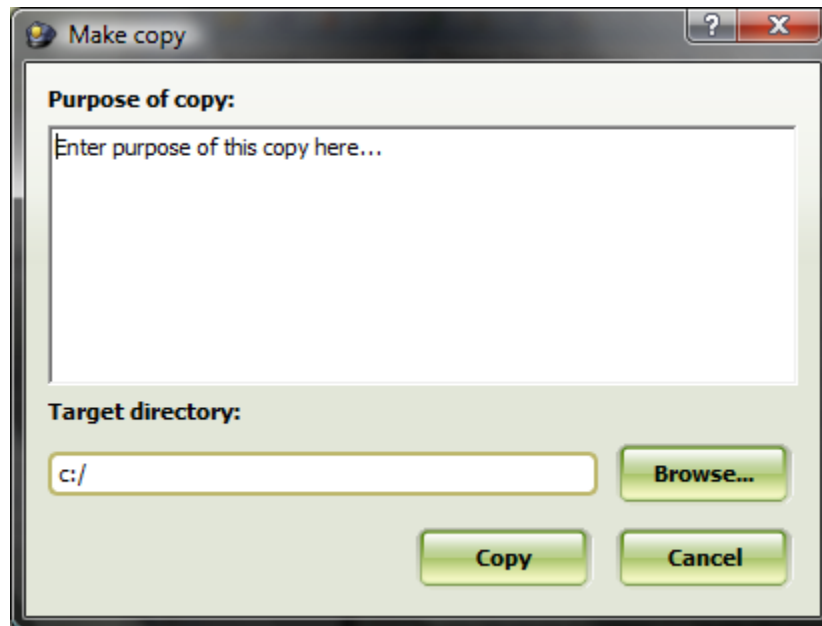 Make copy
Purpose of copy:
Enter purpose of this copy here...
Target directory:
c:/
Browse...
Copy
Cancel